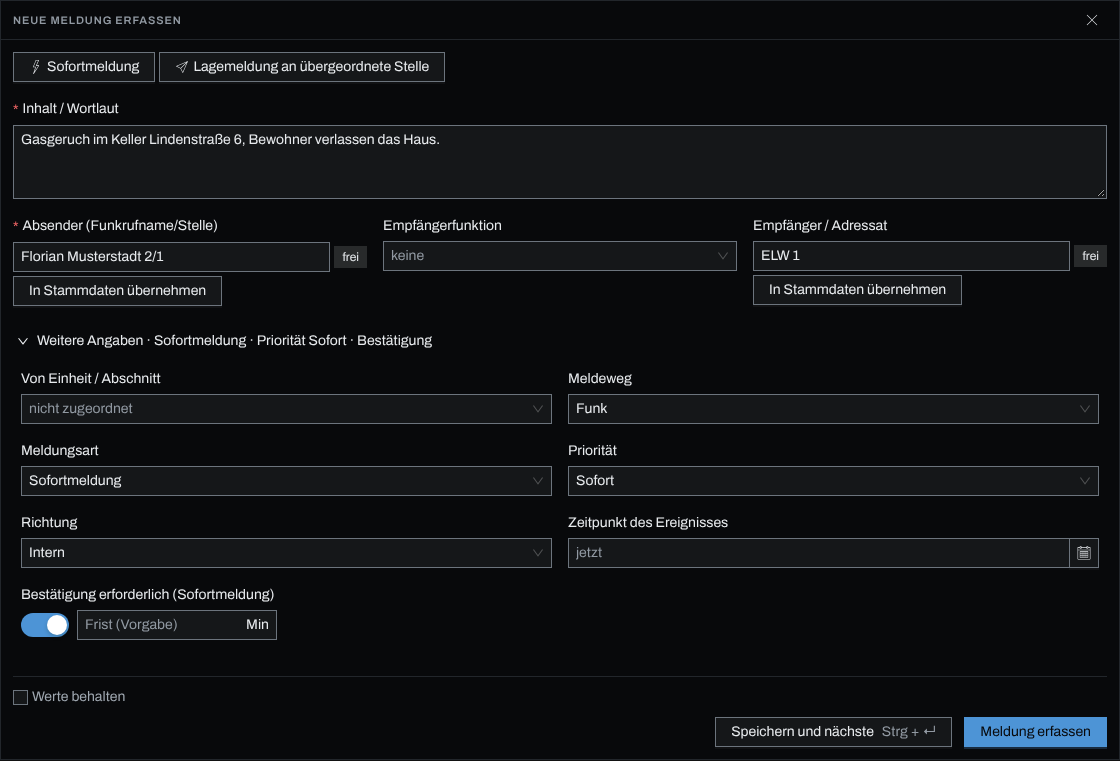 NEUE MELDUNG ERFASSEN
Sofortmeldung
Lagemeldung an übergeordnete Stelle
* Inhalt / Wortlaut
Gasgeruch im Keller Lindenstraße 6, Bewohner verlassen das Haus.
* Absender (Funkrufname/Stelle)
Empfängerfunktion
Empfänger / Adressat
Florian Musterstadt 2/1
frei
keine
ELW 1
frei
In Stammdaten übernehmen
In Stammdaten übernehmen
Weitere Angaben · Sofortmeldung · Priorität Sofort · Bestätigung
Von Einheit / Abschnitt
Meldeweg
nicht zugeordnet
Funk
Meldungsart
Priorität
Sofortmeldung
Sofort
Richtung
Zeitpunkt des Ereignisses
Intern
jetzt
Bestätigung erforderlich (Sofortmeldung)
Frist (Vorgabe) Min
Werte behalten
Speichern und nächste Strg + ↵
Meldung erfassen